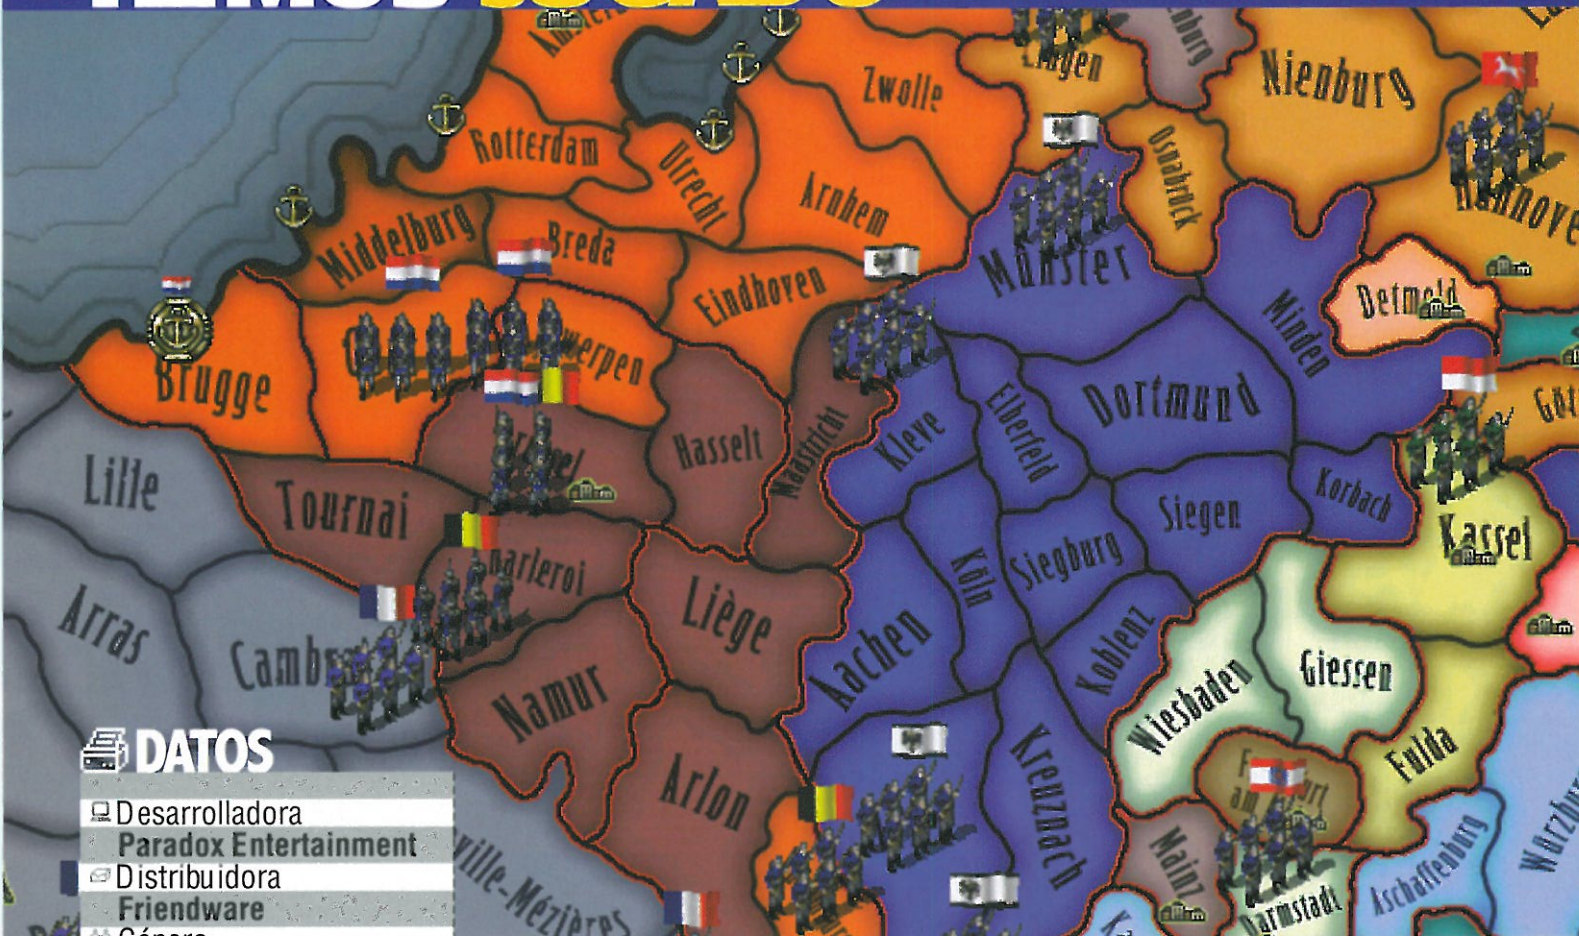 Zwolle
Nienburg
Rotterdam
Utrecht
Osnabrück
Arnhem
Middelburg
Breda
Münster
Eindhoven
Detmold
Minden
Brugge
Dortmund
Hasselt
Mastricht
Kleve
Elberfeld
Lille
Tournai
Siegen
Korbach
Kassel
Köln
Siegburg
Liège
Arras
Aachen
Koblenz
Giessen
Wiesbaden
Namur
Fulda
Arlon
Kreuznach
Mainz
Aschaffenburg
Darmstadt
DATOS
Desarrolladora
Paradox Entertainment
Distribuidora
Friendware